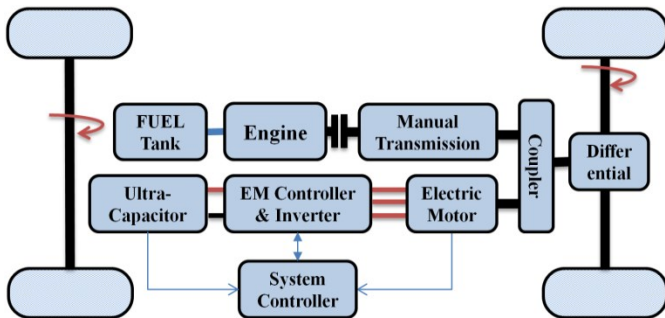 FUEL
Tank
Engine
Manual
Transmission
Coupler
Differ
ential
Ultra-
Capacitor
EM Controller
& Inverter
Electric
Motor
System
Controller